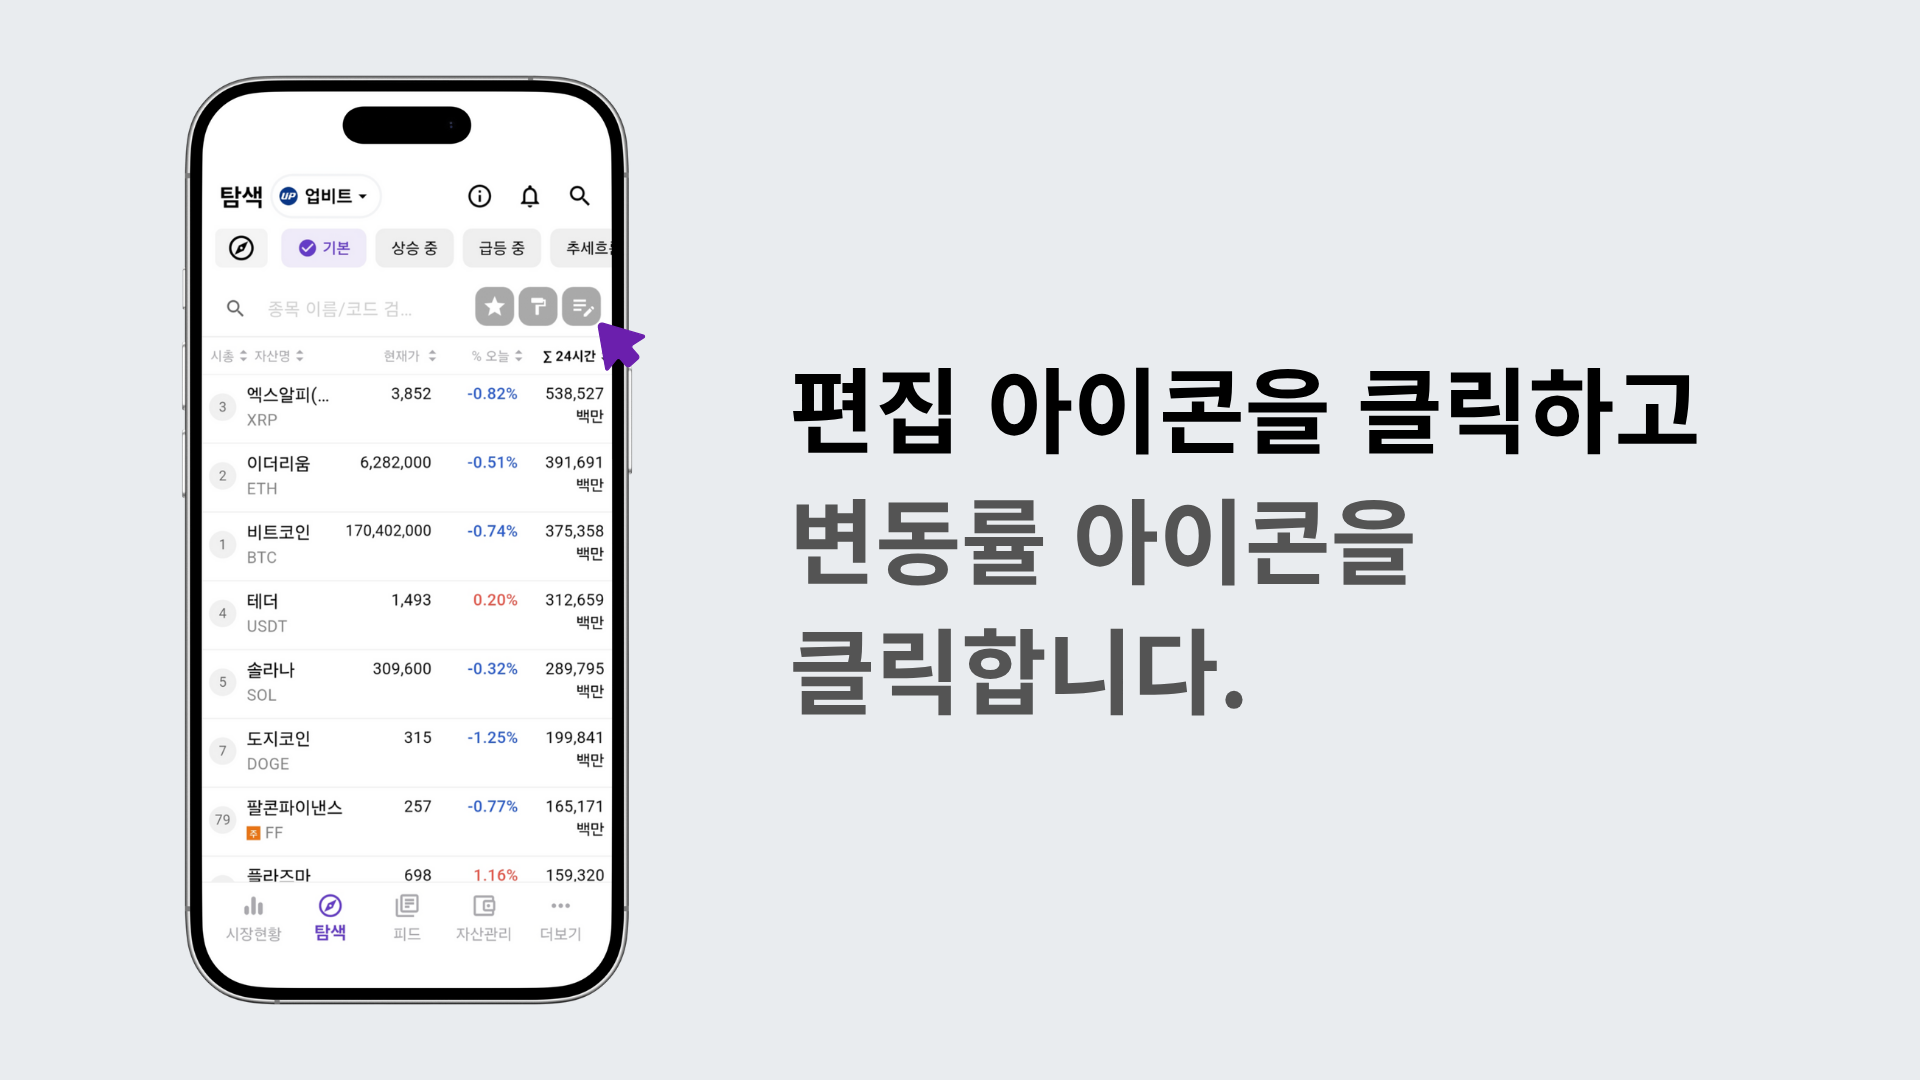 탐색 UP 업비트
기본 상승 중 급등 중 추세흐
종목 이름/코드 검...
시총 자산명 현재가 % 오늘 ∑ 24시간
3 엑스알피(... 3,852 -0.82% 538,527
XRP 백만
2 이더리움 6,282,000 -0.51% 391,691
ETH 백만
1 비트코인 170,402,000 -0.74% 375,358
BTC 백만
4 테더 1,493 0.20% 312,659
USDT 백만
5 솔라나 309,600 -0.32% 289,795
SOL 백만
7 도지코인 315 -1.25% 199,841
DOGE 백만
79 팔콘파이낸스 257 -0.77% 165,171
주 FF 백만
플라즈마 698 1.16% 159,320
시장현황 탐색 피드 자산관리 더보기
편집 아이콘을 클릭하고
변동률 아이콘을
클릭합니다.